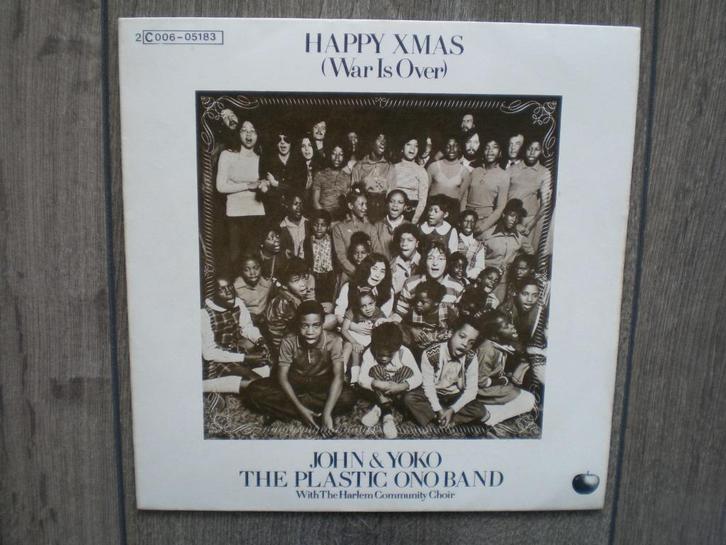 2C006-05183
HAPPY XMAS
(War Is Over)
JOHN & YOKO
THE PLASTIC ONO BAND
With The Harlem Community Choir